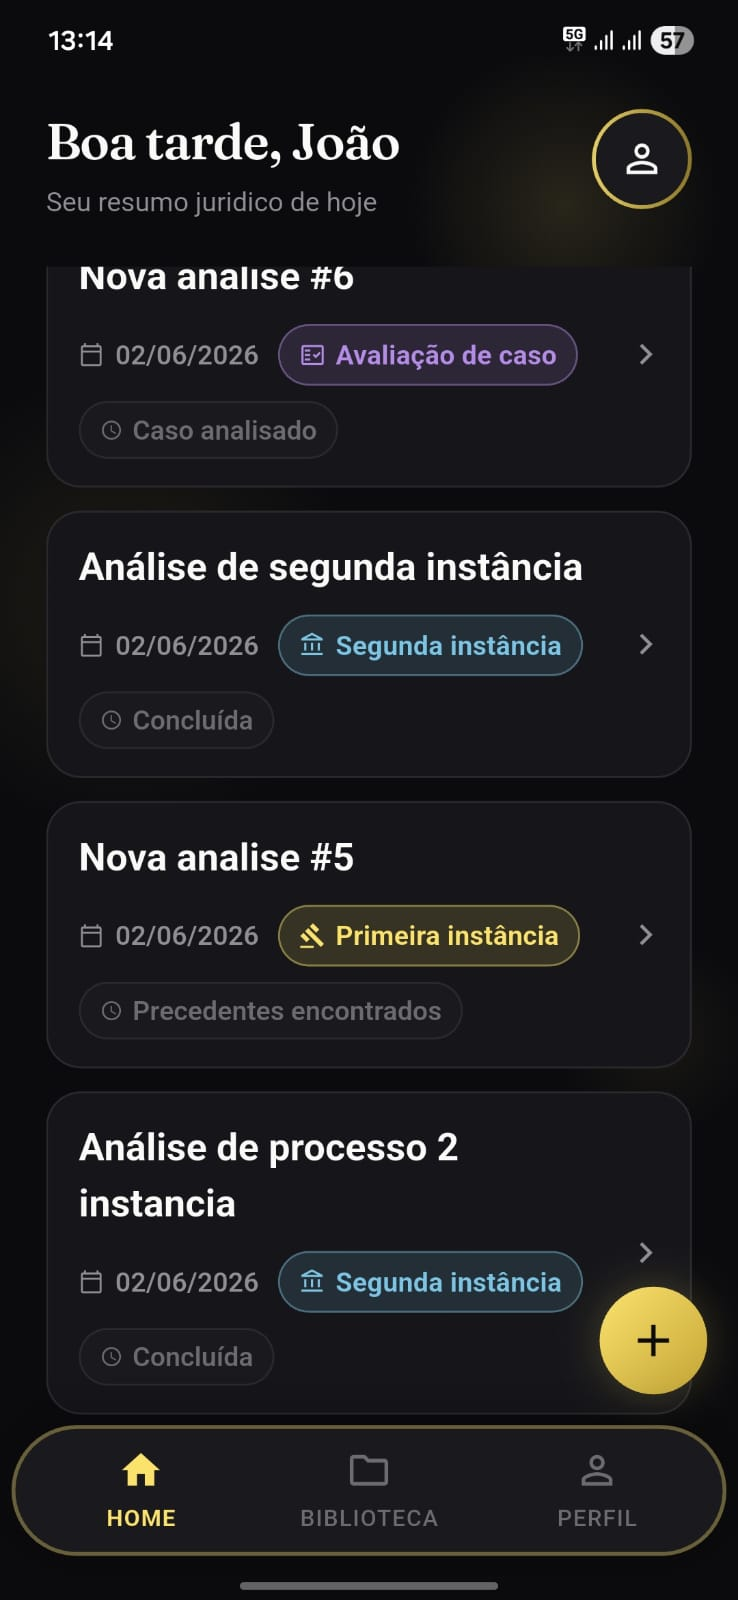 13:14
5G
57
Boa tarde, João
Seu resumo juridico de hoje
Nova analise #6
02/06/2026
Avaliação de caso
Caso analisado
Análise de segunda instância
02/06/2026
Segunda instância
Concluída
Nova analise #5
02/06/2026
Primeira instância
Precedentes encontrados
Análise de processo 2
instancia
02/06/2026
Segunda instância
Concluída
HOME
BIBLIOTECA
PERFIL